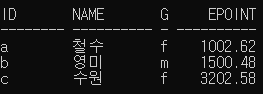 ID       NAME        G     EPOINT
-------- ----------- - ----------
a        철수        f    1002.62
b        영미        m    1500.48
c        수원        f    3202.58